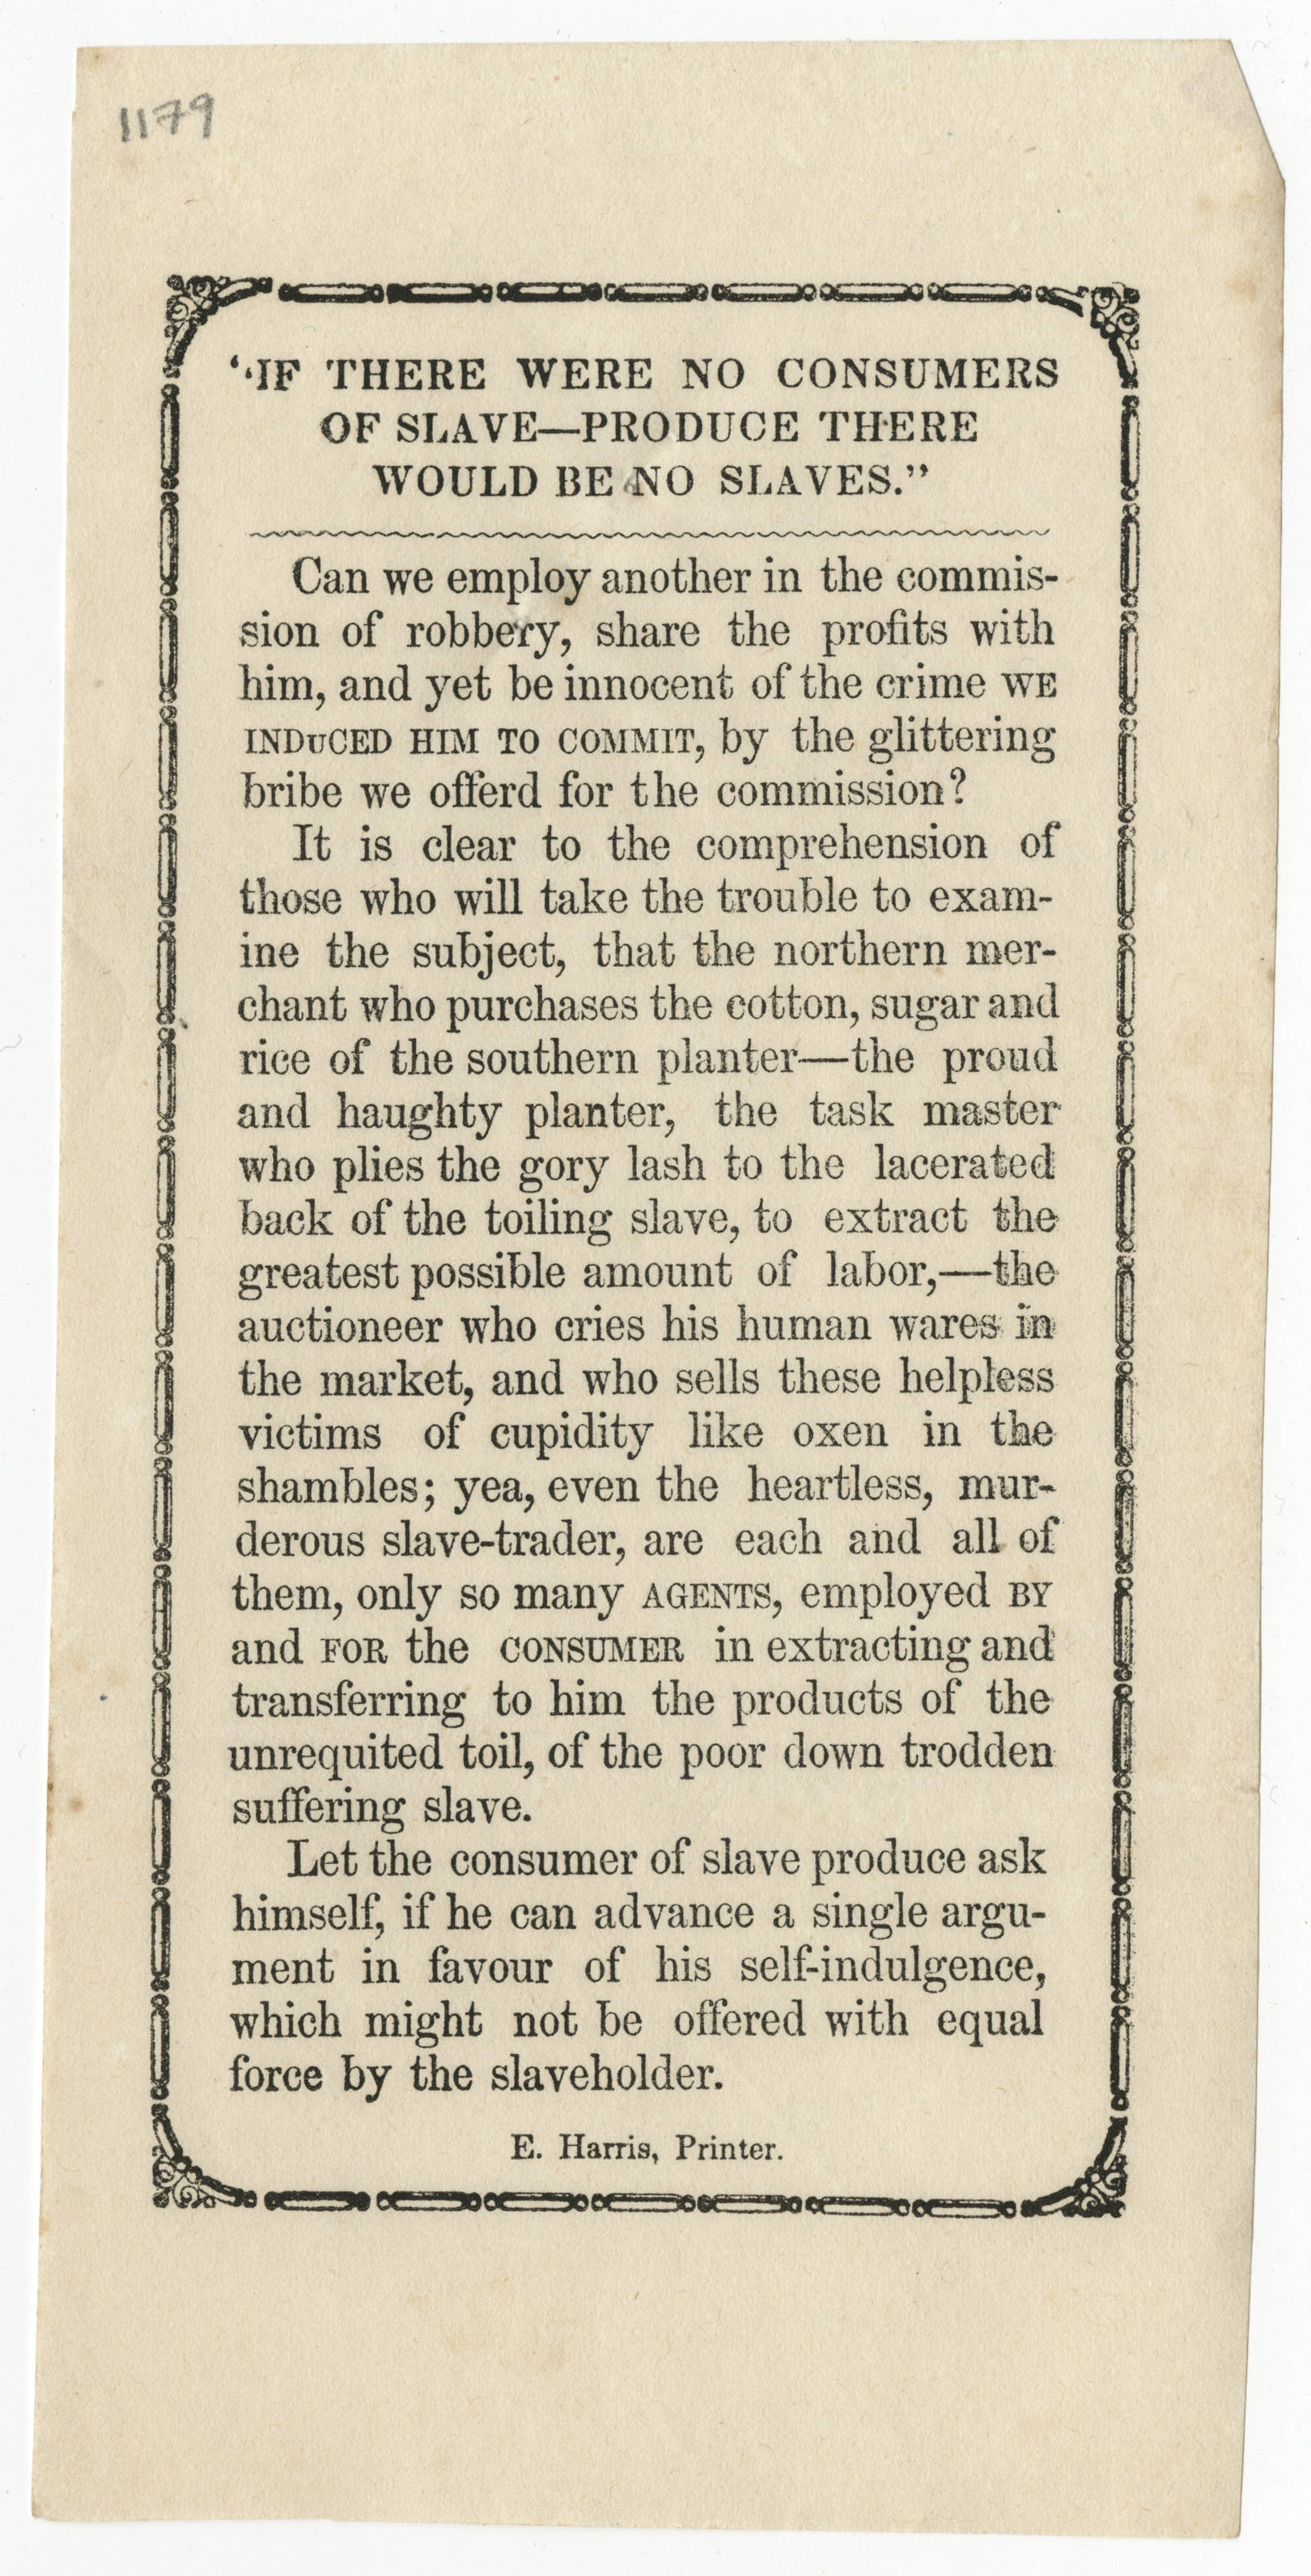 1179
"IF THERE WERE NO CONSUMERS
OF SLAVE—PRODUCE THERE
WOULD BE NO SLAVES."
Can we employ another in the commis-
sion of robbery, share the profits with
him, and yet be innocent of the crime WE
INDUCED HIM TO COMMIT, by the glittering
bribe we offerd for the commission?
It is clear to the comprehension of
those who will take the trouble to exam-
ine the subject, that the northern mer-
chant who purchases the cotton, sugar and
rice of the southern planter—the proud
and haughty planter, the task master
who plies the gory lash to the lacerated
back of the toiling slave, to extract the
greatest possible amount of labor,—the
auctioneer who cries his human wares in
the market, and who sells these helpless
victims of cupidity like oxen in the
shambles; yea, even the heartless, mur-
derous slave-trader, are each and all of
them, only so many AGENTS, employed BY
and FOR the CONSUMER in extracting and
transferring to him the products of the
unrequited toil, of the poor down trodden
suffering slave.
Let the consumer of slave produce ask
himself, if he can advance a single argu-
ment in favour of his self-indulgence,
which might not be offered with equal
force by the slaveholder.
E. Harris, Printer.